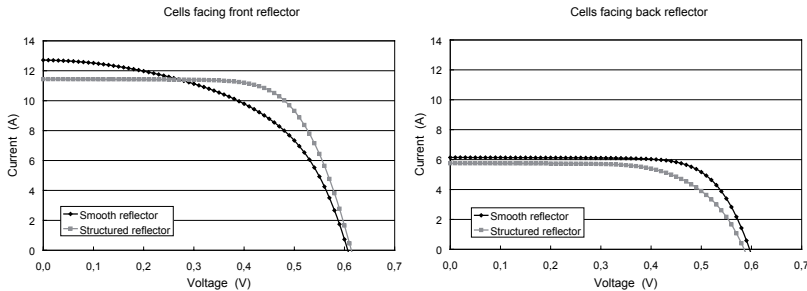 Cells facing front reflector
14
12
10
8
6
4
2
0
Current (A)
0,0 0,1 0,2 0,3 0,4 0,5 0,6 0,7
Voltage (V)
Smooth reflector
Structured reflector
Cells facing back reflector
14
12
10
8
6
4
2
0
Current (A)
0,0 0,1 0,2 0,3 0,4 0,5 0,6 0,7
Voltage (V)
Smooth reflector
Structured reflector